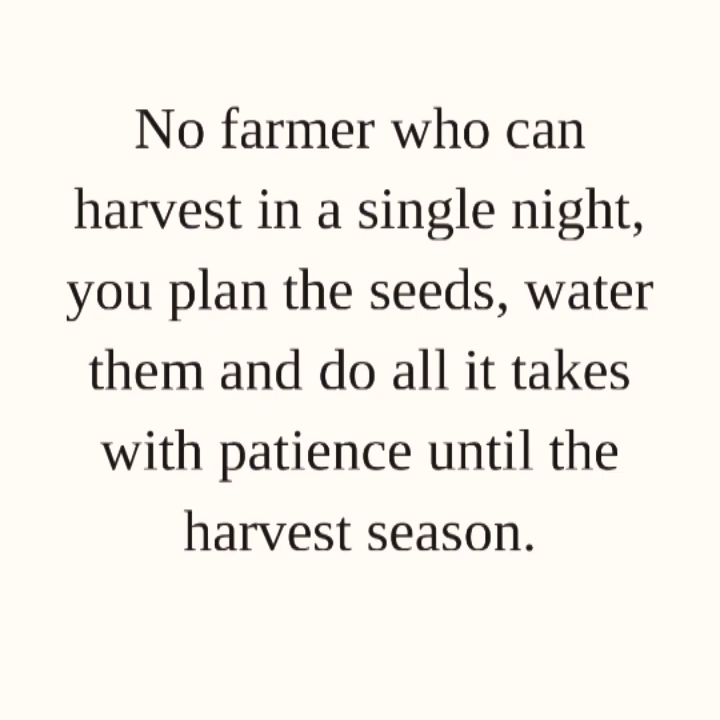 No farmer who can
harvest in a single night,
you plan the seeds, water
them and do all it takes
with patience until the
harvest season.